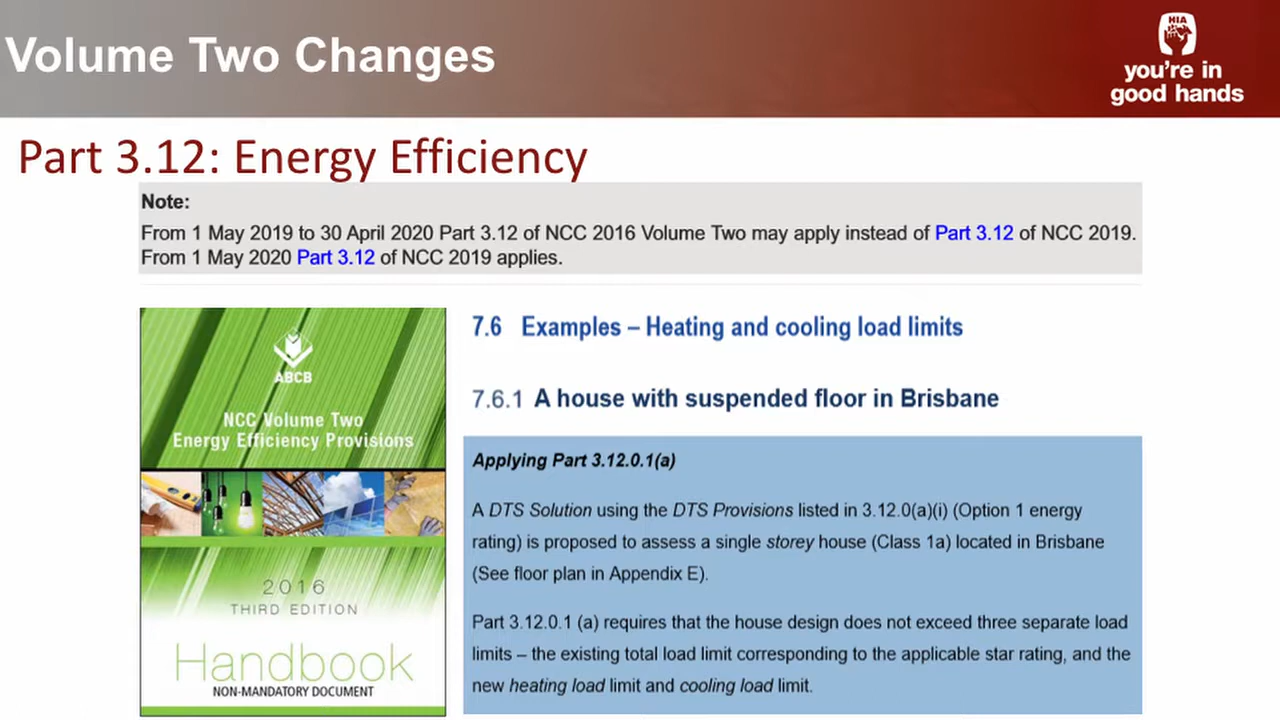 Volume Two Changes
HIA
you're in
good hands
Part 3.12: Energy Efficiency
Note:
From 1 May 2019 to 30 April 2020 Part 3.12 of NCC 2016 Volume Two may apply instead of Part 3.12 of NCC 2019.
From 1 May 2020 Part 3.12 of NCC 2019 applies.
ABCB
NCC Volume Two
Energy Efficiency Provisions
2016
THIRD EDITION
Handbook
NON-MANDATORY DOCUMENT
7.6 Examples – Heating and cooling load limits
7.6.1 A house with suspended floor in Brisbane
Applying Part 3.12.0.1(a)
A DTS Solution using the DTS Provisions listed in 3.12.0(a)(i) (Option 1 energy
rating) is proposed to assess a single storey house (Class 1a) located in Brisbane
(See floor plan in Appendix E).
Part 3.12.0.1 (a) requires that the house design does not exceed three separate load
limits – the existing total load limit corresponding to the applicable star rating, and the
new heating load limit and cooling load limit.